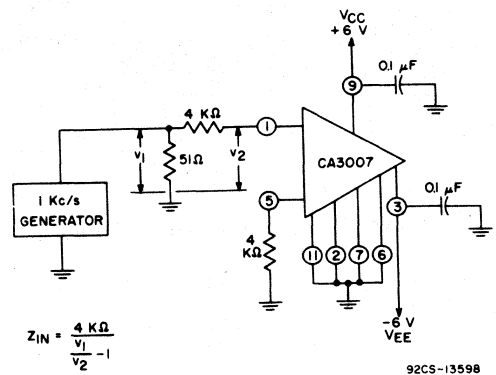 VCC
+6 V
0.1 µF
9
4 KΩ
1
v1
51Ω
v2
CA3007
1 Kc/s
GENERATOR
5
0.1 µF
3
4
KΩ
11
2
7
6
-6 V
VEE
ZIN = 4 KΩ
v1
v2 -1
92CS-13598